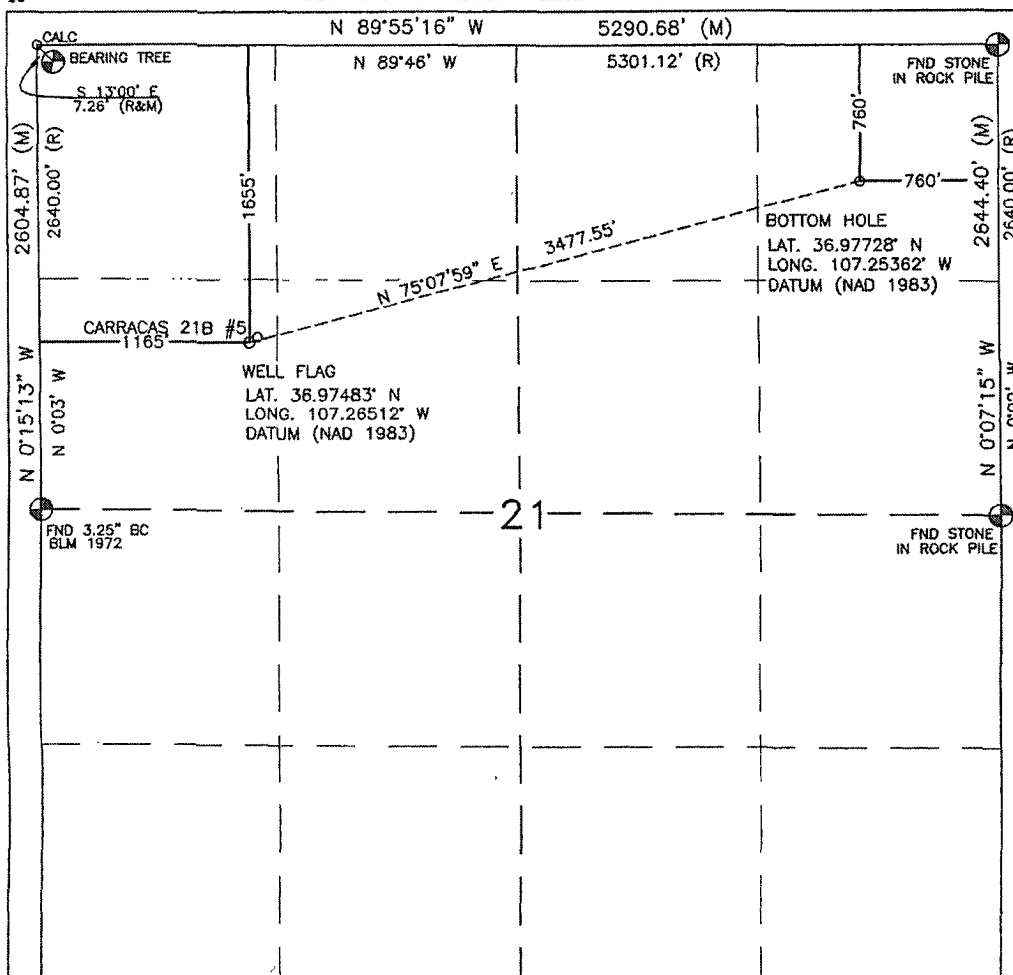 N 89°55'16" W 5290.68' (M)
CALC
BEARING TREE
N 89°46' W 5301.12' (R)
FND STONE
IN ROCK PILE
S 13°00' E
7.26' (R&M)
2604.87' (M)
2640.00' (R)
1655'
760'
760'
2644.40' (M)
2640.00' (R)
BOTTOM HOLE
LAT. 36.97728° N
LONG. 107.25362° W
DATUM (NAD 1983)
N 75°07'59" E 3477.55'
CARRACAS 21B #5
1165'
WELL FLAG
LAT. 36.97483° N
LONG. 107.26512° W
DATUM (NAD 1983)
N 0°15'13" W
N 0°03' W
N 0°07'15" W
21
FND 3.25" BC
BLM 1972
FND STONE
IN ROCK PILE